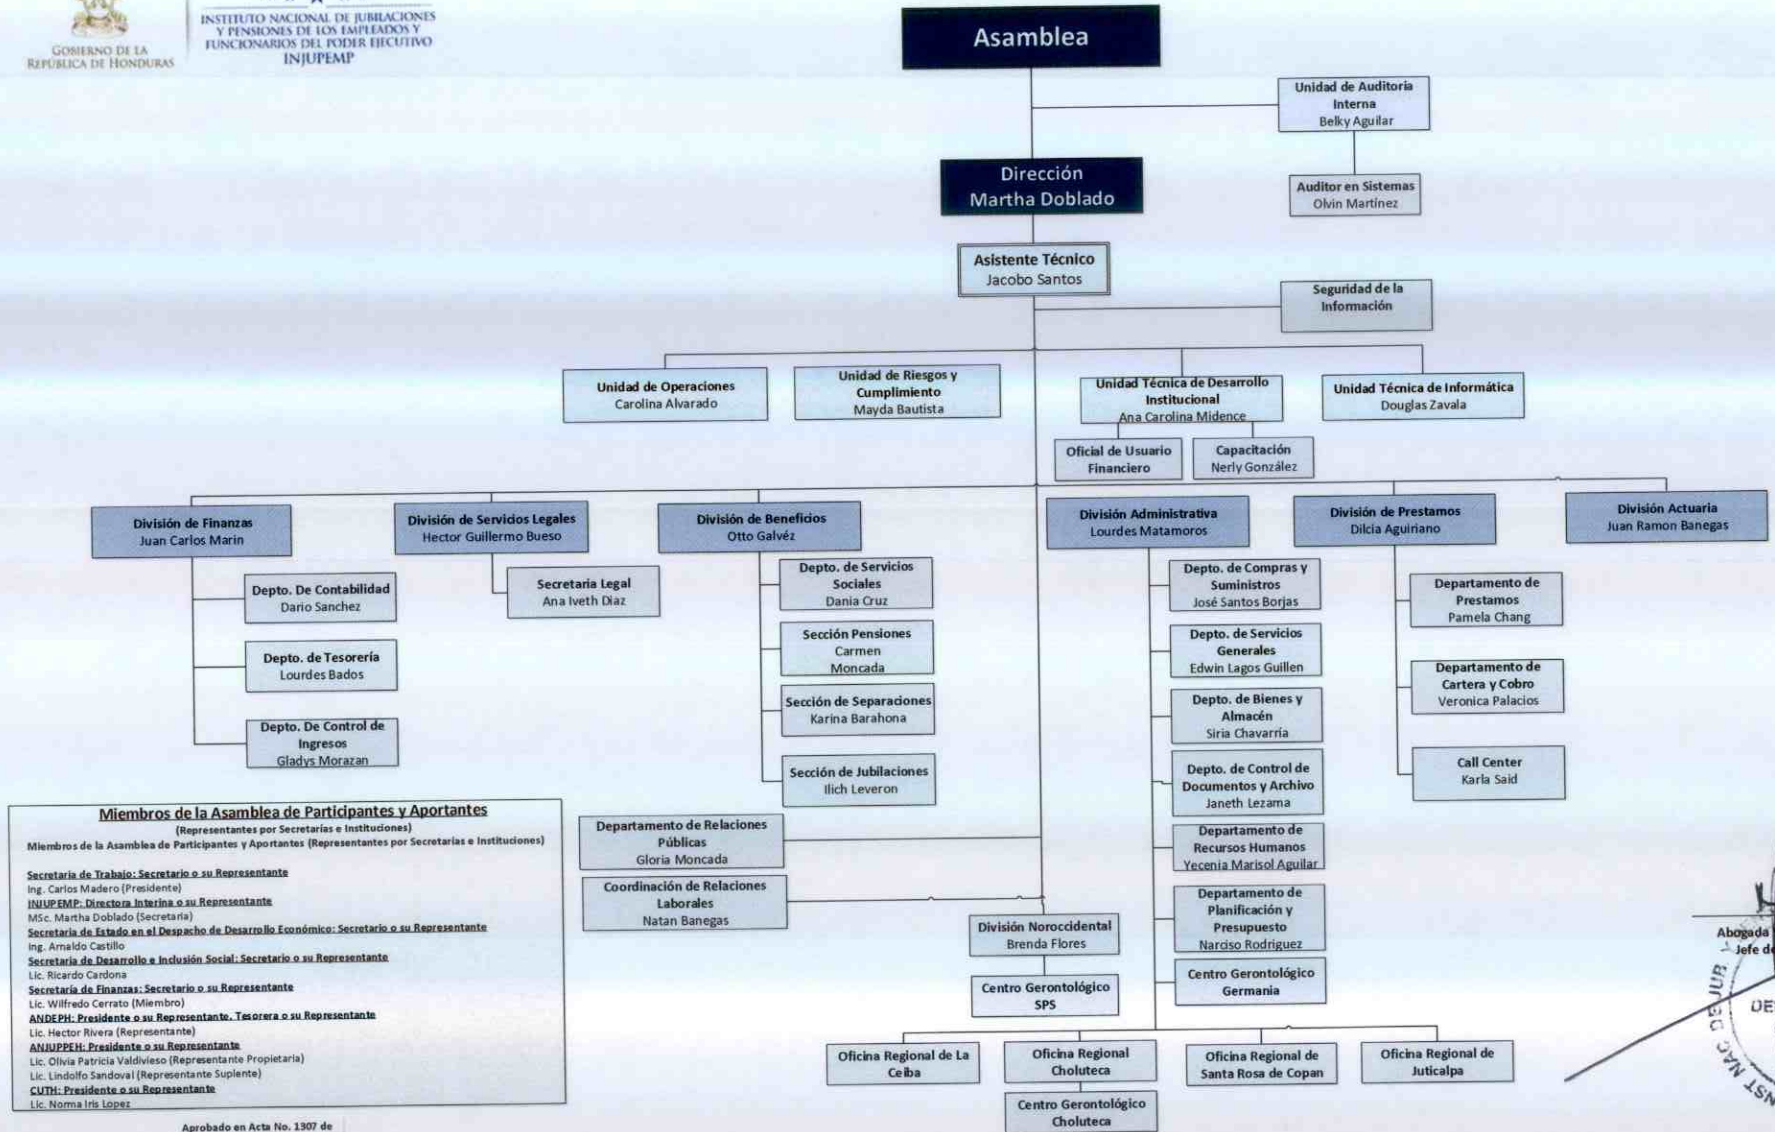 GOBIERNO DE LA
REPÚBLICA DE HONDURAS
INSTITUTO NACIONAL DE JUBILACIONES
Y PENSIONES DE LOS EMPLEADOS Y
FUNCIONARIOS DEL PODER EJECUTIVO
INJUPEMP
Asamblea
Unidad de Auditoria
Interna
Belky Aguilar
Dirección
Martha Doblado
Auditor en Sistemas
Olvin Martínez
Asistente Técnico
Jacobo Santos
Seguridad de la
Información
Unidad de Operaciones
Carolina Alvarado
Unidad de Riesgos y
Cumplimiento
Mayda Bautista
Unidad Técnica de Desarrollo
Institucional
Ana Carolina Midence
Unidad Técnica de Informática
Douglas Zavala
Oficial de Usuario
Financiero
Capacitación
Nerly González
División de Finanzas
Juan Carlos Marin
División de Servicios Legales
Hector Guillermo Bueso
División de Beneficios
Otto Galvéz
División Administrativa
Lourdes Matamoros
División de Prestamos
Dilcia Aguiriano
División Actuaria
Juan Ramon Banegas
Depto. De Contabilidad
Dario Sanchez
Depto. de Tesorería
Lourdes Bados
Depto. De Control de
Ingresos
Gladys Morazan
Secretaria Legal
Ana Iveth Diaz
Depto. de Servicios
Sociales
Dania Cruz
Sección Pensiones
Carmen
Moncada
Sección de Separaciones
Karina Barahona
Sección de Jubilaciones
Ilich Leveron
Depto. de Compras y
Suministros
José Santos Borjas
Depto. de Servicios
Generales
Edwin Lagos Guillen
Depto. de Bienes y
Almacén
Siria Chavarría
Depto. de Control de
Documentos y Archivo
Janeth Lezama
Departamento de
Recursos Humanos
Yecenia Marisol Aguilar
Departamento de
Planificación y
Presupuesto
Narciso Rodriguez
Centro Gerontológico
Germania
Departamento de
Prestamos
Pamela Chang
Departamento de
Cartera y Cobro
Veronica Palacios
Call Center
Karla Said
Departamento de Relaciones
Públicas
Gloria Moncada
Coordinación de Relaciones
Laborales
Natan Banegas
División Noroccidental
Brenda Flores
Centro Gerontológico
SPS
Oficina Regional de La
Ceiba
Oficina Regional
Choluteca
Oficina Regional de
Santa Rosa de Copan
Oficina Regional de
Juticalpa
Centro Gerontológico
Choluteca
Miembros de la Asamblea de Participantes y Aportantes
(Representantes por Secretarias e Instituciones)
Miembros de la Asamblea de Participantes y Aportantes (Representantes por Secretarias e Instituciones)
Secretaria de Trabajo: Secretario o su Representante
Ing. Carlos Madero (Presidente)
INJUPEMP: Directora Interina o su Representante
MSc. Martha Doblado (Secretaria)
Secretaria de Estado en el Despacho de Desarrollo Económico: Secretario o su Representante
Ing. Arnaldo Castillo
Secretaria de Desarrollo e Inclusión Social: Secretario o su Representante
Lic. Ricardo Cardona
Secretaría de Finanzas: Secretario o su Representante
Lic. Wilfredo Cerrato (Miembro)
ANDEPH: Presidente o su Representante, Tesorera o su Representante
Lic. Hector Rivera (Representante)
ANJUPPEH: Presidente o su Representante
Lic. Olivia Patricia Valdivieso (Representante Propietaria)
Lic. Lindolfo Sandoval (Representante Suplente)
CUTH: Presidente o su Representante
Lic. Norma Iris Lopez
Aprobado en Acta No. 1307 de
Abogada
Jefe de
INST NAC DE JUB Y